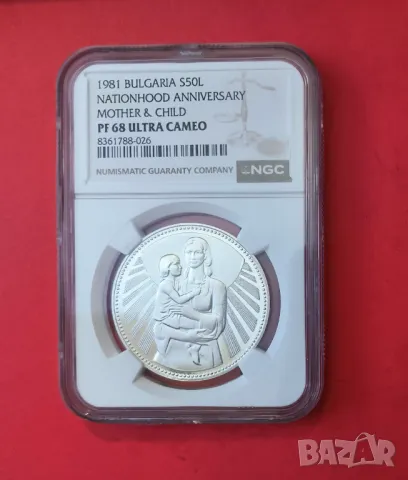 1981 BULGARIA S50L
NATIONHOOD ANNIVERSARY
MOTHER & CHILD
PF 68 ULTRA CAMEO
8361788-026
NUMISMATIC GUARANTY COMPANY
NGC
BAZAR